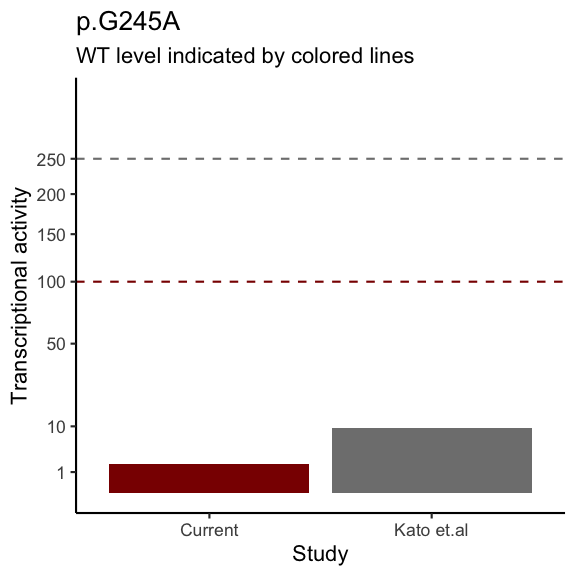 p.G245A
WT level indicated by colored lines
Transcriptional activity
250
200
150
100
50
10
1
Current
Kato et.al
Study